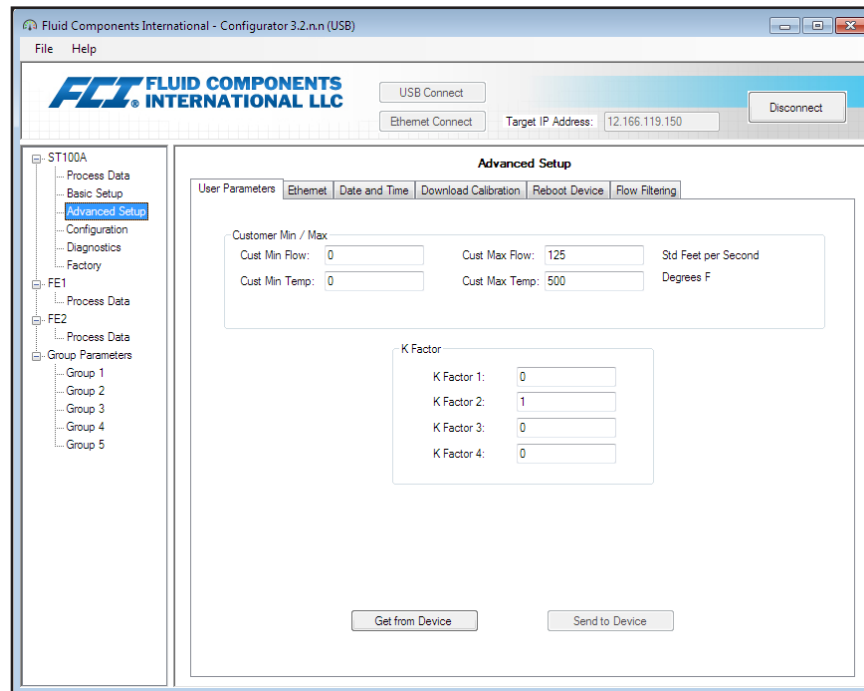 Fluid Components International - Configurator 3.2.n.n (USB)
File Help
FCI® FLUID COMPONENTS
INTERNATIONAL LLC
USB Connect
Ethernet Connect
Target IP Address: 12.166.119.150
Disconnect
ST100A
Process Data
Basic Setup
Advanced Setup
Configuration
Diagnostics
Factory
FE1
Process Data
FE2
Process Data
Group Parameters
Group 1
Group 2
Group 3
Group 4
Group 5
Advanced Setup
User Parameters Ethernet Date and Time Download Calibration Reboot Device Flow Filtering
Customer Min / Max
Cust Min Flow: 0 Cust Max Flow: 125 Std Feet per Second
Cust Min Temp: 0 Cust Max Temp: 500 Degrees F
K Factor
K Factor 1: 0
K Factor 2: 1
K Factor 3: 0
K Factor 4: 0
Get from Device Send to Device